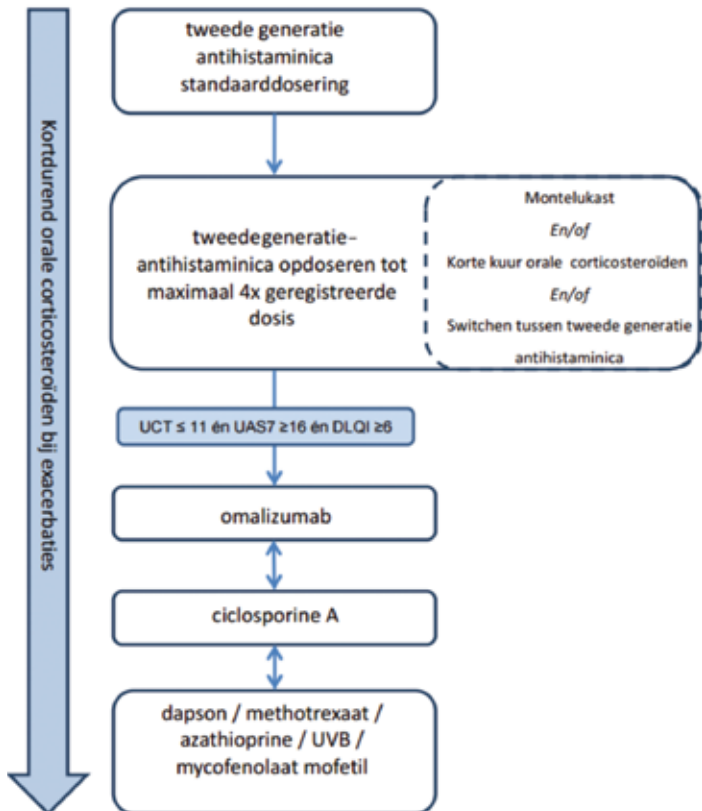 Kortdurend orale corticosteroïden bij exacerbaties
tweede generatie
antihistaminica
standaarddosering
tweedegeneratie-
antihistaminica opdoseren tot
maximaal 4x geregistreerde
dosis
Montelukast
En/of
Korte kuur orale corticosteroïden
En/of
Switchen tussen tweede generatie
antihistaminica
UCT ≤ 11 én UAS7 ≥16 én DLQI ≥6
omalizumab
ciclosporine A
dapson / methotrexaat /
azathioprine / UVB /
mycofenolaat mofetil